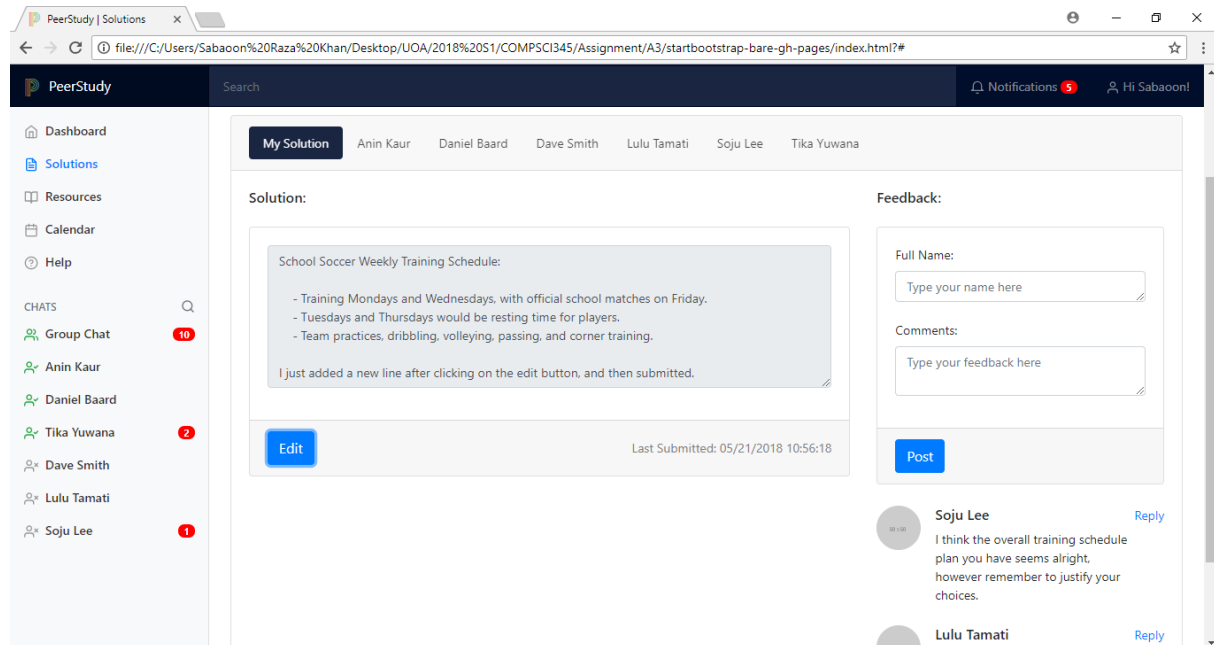 PeerStudy | Solutions
file:///C:/Users/Sabaoon%20Raza%20Khan/Desktop/UOA/2018%20S1/COMPSCI345/Assignment/A3/startbootstrap-bare-gh-pages/index.html?#
PeerStudy
Search
Notifications 5
Hi Sabaoon!
Dashboard
Solutions
Resources
Calendar
Help
CHATS
Group Chat 10
Anin Kaur
Daniel Baard
Tika Yuwana 2
Dave Smith
Lulu Tamati
Soju Lee 1
My Solution Anin Kaur Daniel Baard Dave Smith Lulu Tamati Soju Lee Tika Yuwana
Solution:
School Soccer Weekly Training Schedule:
- Training Mondays and Wednesdays, with official school matches on Friday.
- Tuesdays and Thursdays would be resting time for players.
- Team practices, dribbling, volleying, passing, and corner training.
I just added a new line after clicking on the edit button, and then submitted.
Edit
Last Submitted: 05/21/2018 10:56:18
Feedback:
Full Name:
Type your name here
Comments:
Type your feedback here
Post
Soju Lee
Reply
I think the overall training schedule
plan you have seems alright,
however remember to justify your
choices.
Lulu Tamati
Reply